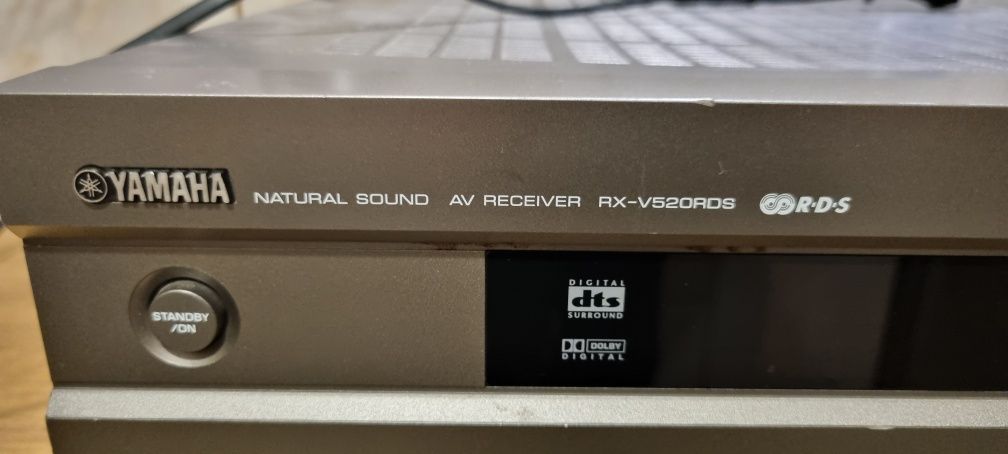 YAMAHA NATURAL SOUND AV RECEIVER RX-V520RDS R·D·S
STANDBY
/ON
DIGITAL
dts
SURROUND
DOLBY
DIGITAL